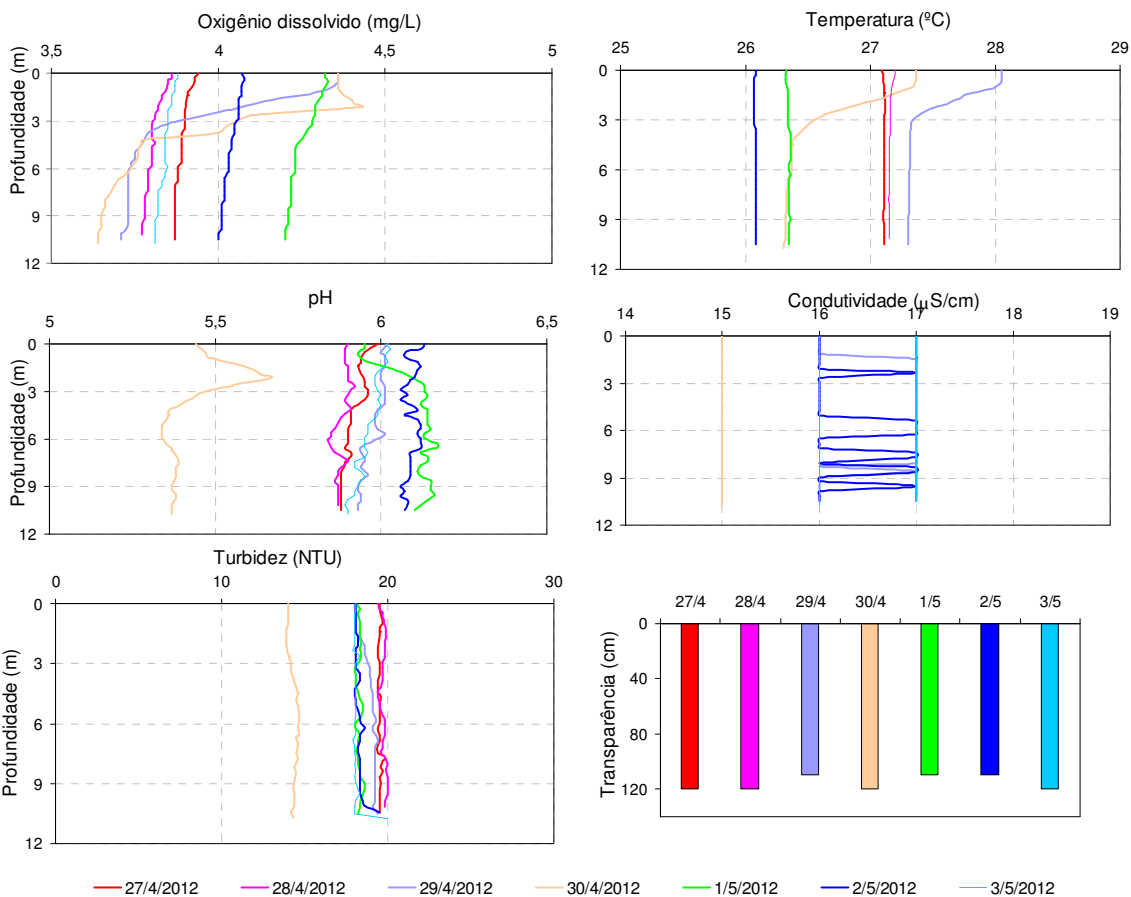 Oxigênio dissolvido (mg/L)
3,5 4 4,5 5
Profundidade (m)
0
3
6
9
12
Temperatura (ºC)
25 26 27 28 29
0
3
6
9
12
pH
5 5,5 6 6,5
Profundidade (m)
0
3
6
9
12
Condutividade (μS/cm)
14 15 16 17 18 19
0
3
6
9
12
Turbidez (NTU)
0 10 20 30
Profundidade (m)
0
3
6
9
12
27/4 28/4 29/4 30/4 1/5 2/5 3/5
Transparência (cm)
0
40
80
120
27/4/2012 28/4/2012 29/4/2012 30/4/2012 1/5/2012 2/5/2012 3/5/2012